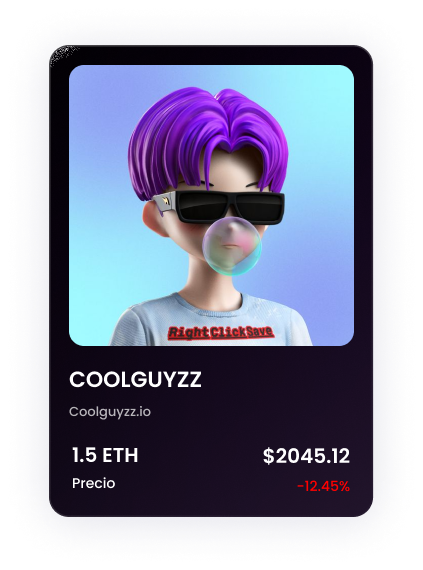 RightClickSave
COOLGUYZZ
Coolguyzz.io
1.5 ETH
$2045.12
Precio
-12.45%